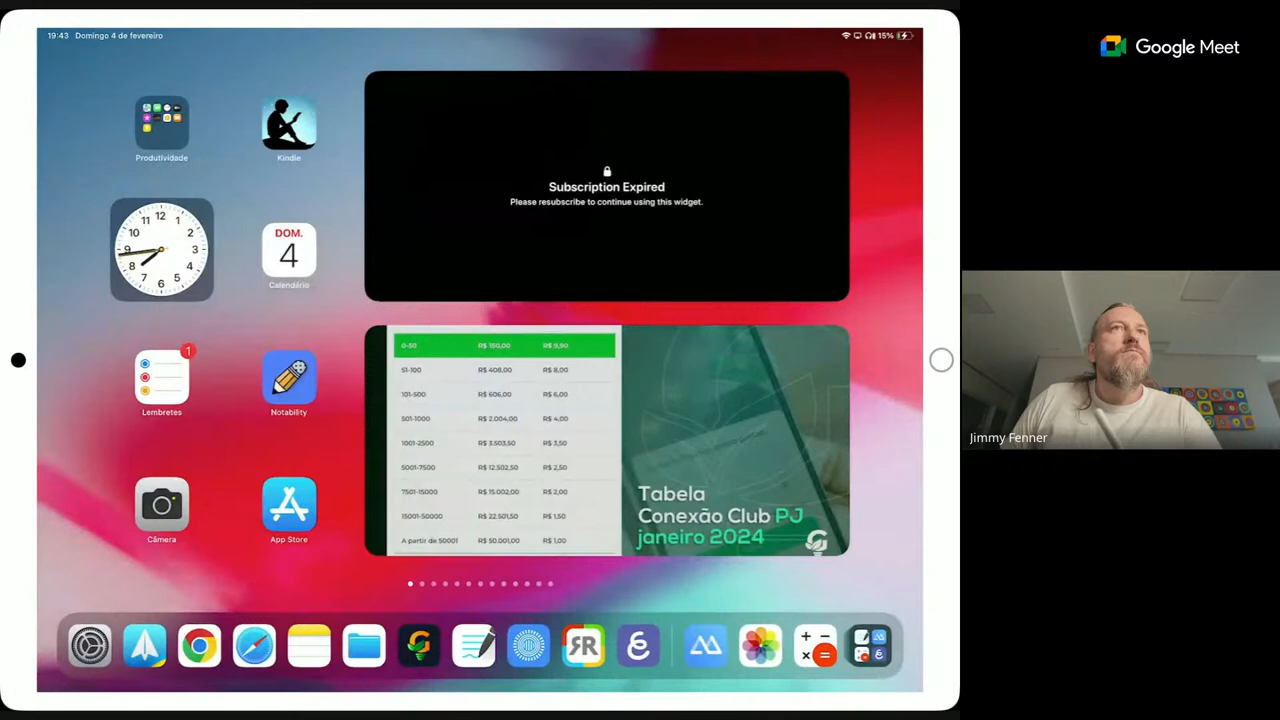 19:43 Domingo 4 de fevereiro
15%
Google Meet
Produtividade
Kindle
12
11 1
10 2
9 3
8 4
7 5
6
DOM.
4
Calendário
1
Lembretes
Notability
Câmera
App Store
Subscription Expired
Please resubscribe to continue using this widget.
0-50 R$ 150,00 R$ 9,90
51-100 R$ 408,00 R$ 8,00
101-500 R$ 606,00 R$ 6,00
501-1000 R$ 2.004,00 R$ 4,00
1001-2500 R$ 3.503,50 R$ 3,50
5001-7500 R$ 12.502,50 R$ 2,50
7501-15000 R$ 15.002,00 R$ 2,00
15001-50000 R$ 22.501,50 R$ 1,50
A partir de 50001 R$ 50.001,00 R$ 1,00
Tabela
Conexão Club PJ
janeiro 2024
Jimmy Fenner